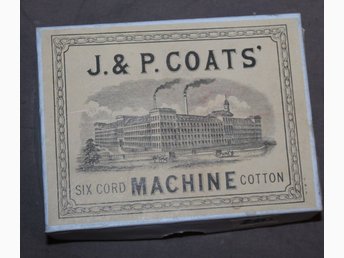 J. & P. COATS'
SIX CORD MACHINE COTTON